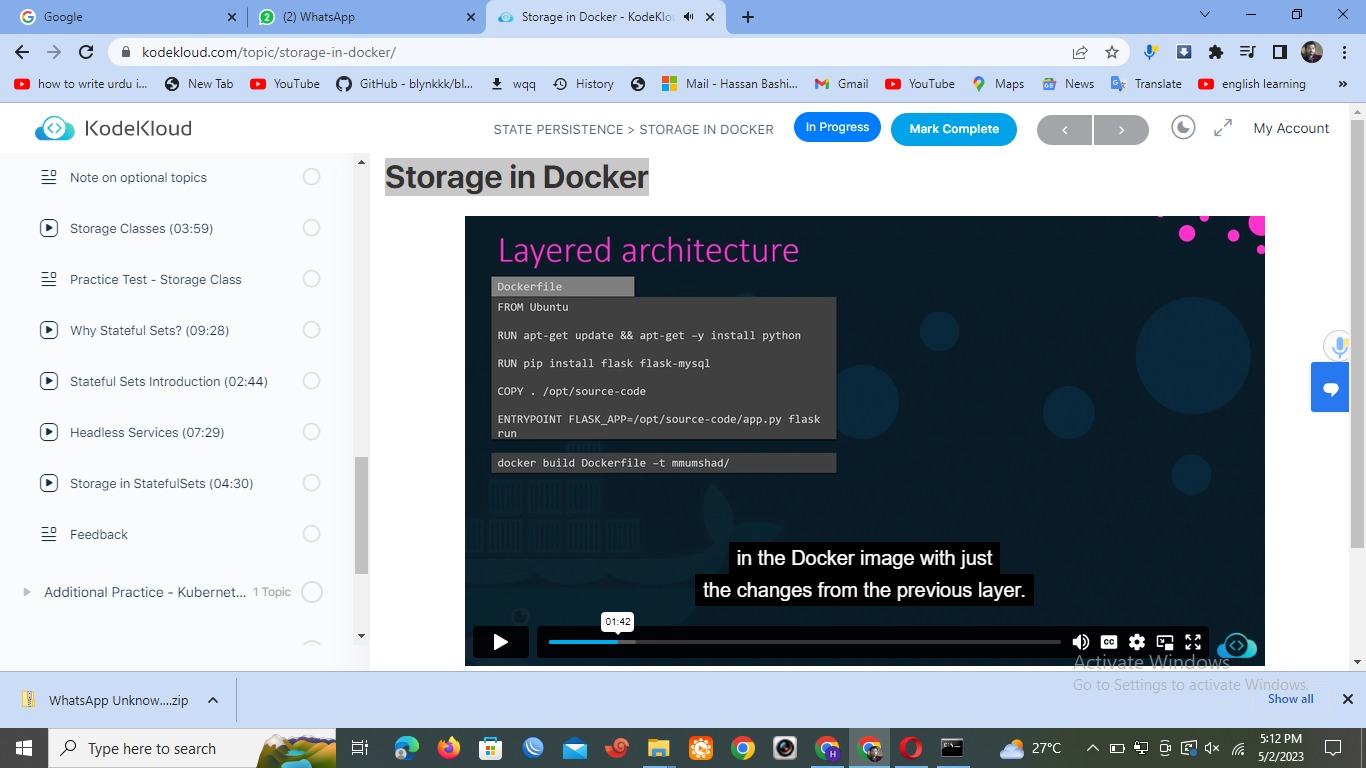 Google
(2) WhatsApp
Storage in Docker - KodeKlo
kodekloud.com/topic/storage-in-docker/
how to write urdu i...
New Tab
YouTube
GitHub - blynkkk/bl...
wqq
History
Mail - Hassan Bashi...
Gmail
YouTube
Maps
News
Translate
english learning
»
KodeKloud
STATE PERSISTENCE > STORAGE IN DOCKER
In Progress
Mark Complete
My Account
Note on optional topics
Storage Classes (03:59)
Practice Test - Storage Class
Why Stateful Sets? (09:28)
Stateful Sets Introduction (02:44)
Headless Services (07:29)
Storage in StatefulSets (04:30)
Feedback
Additional Practice - Kubernet... 1 Topic
Storage in Docker
Layered architecture
Dockerfile
FROM Ubuntu
RUN apt-get update && apt-get –y install python
RUN pip install flask flask-mysql
COPY . /opt/source-code
ENTRYPOINT FLASK_APP=/opt/source-code/app.py flask
run
docker build Dockerfile –t mmumshad/
in the Docker image with just
the changes from the previous layer.
01:42
CC
Activate Windows
Go to Settings to activate Windows.
WhatsApp Unknow....zip
Show all
Type here to search
27°C
5:12 PM
5/2/2023